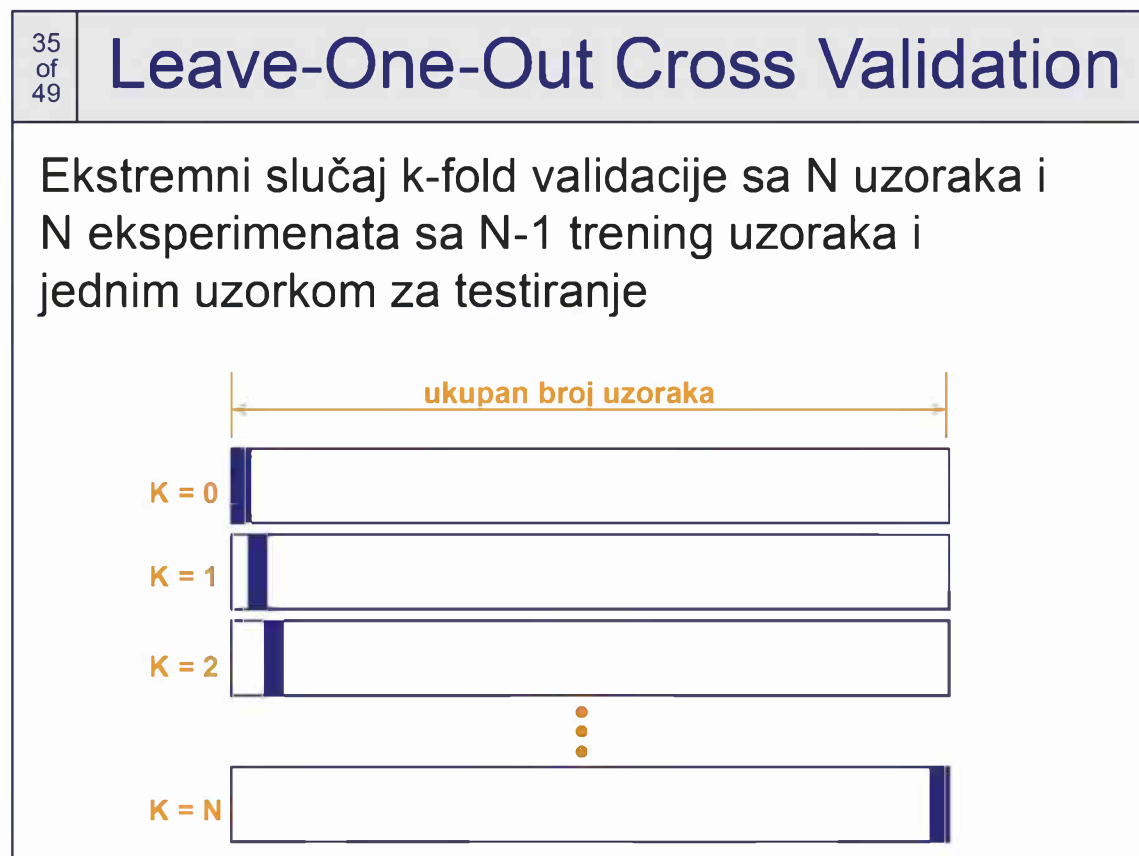 35
of
49
Leave-One-Out Cross Validation
Ekstremni slučaj k-fold validacije sa N uzoraka i
N eksperimenata sa N-1 trening uzoraka i
jednim uzorkom za testiranje
ukupan broj uzoraka
K = 0
K = 1
K = 2
K = N